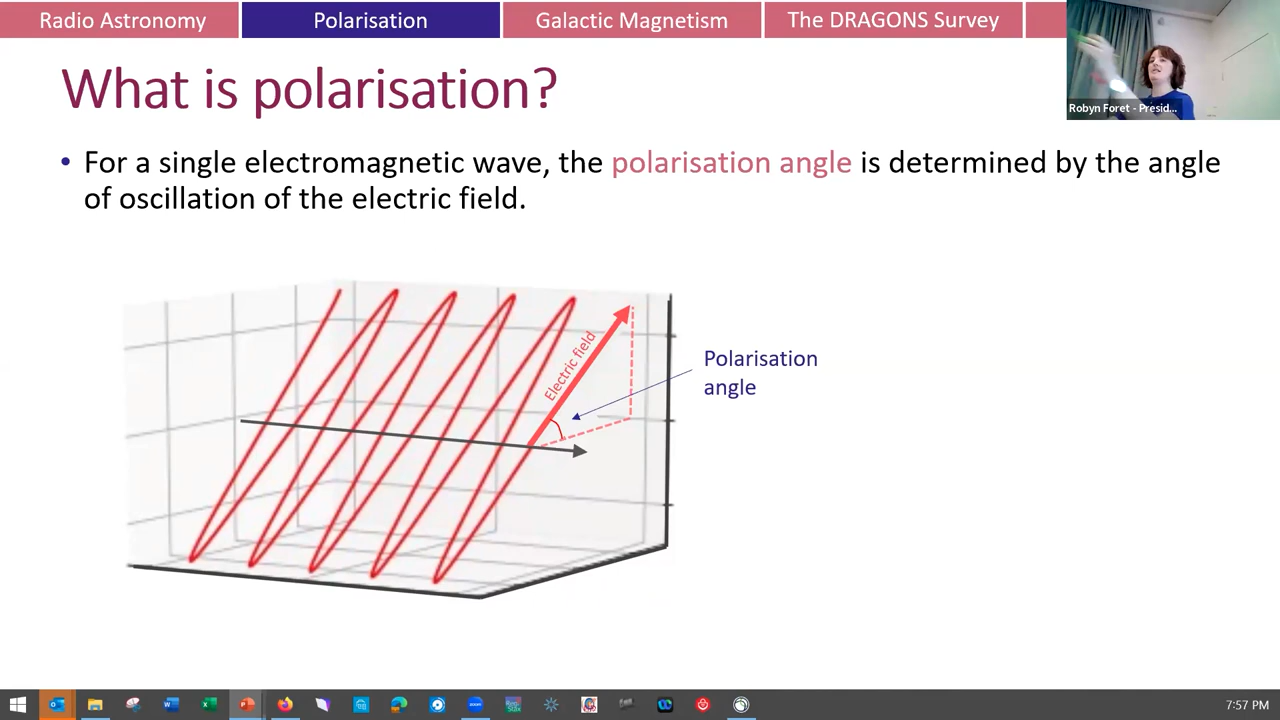 Radio Astronomy
Polarisation
Galactic Magnetism
The DRAGONS Survey
Robyn Foret - Presid...
What is polarisation?
• For a single electromagnetic wave, the polarisation angle is determined by the angle
of oscillation of the electric field.
Electric field
Polarisation
angle
7:57 PM